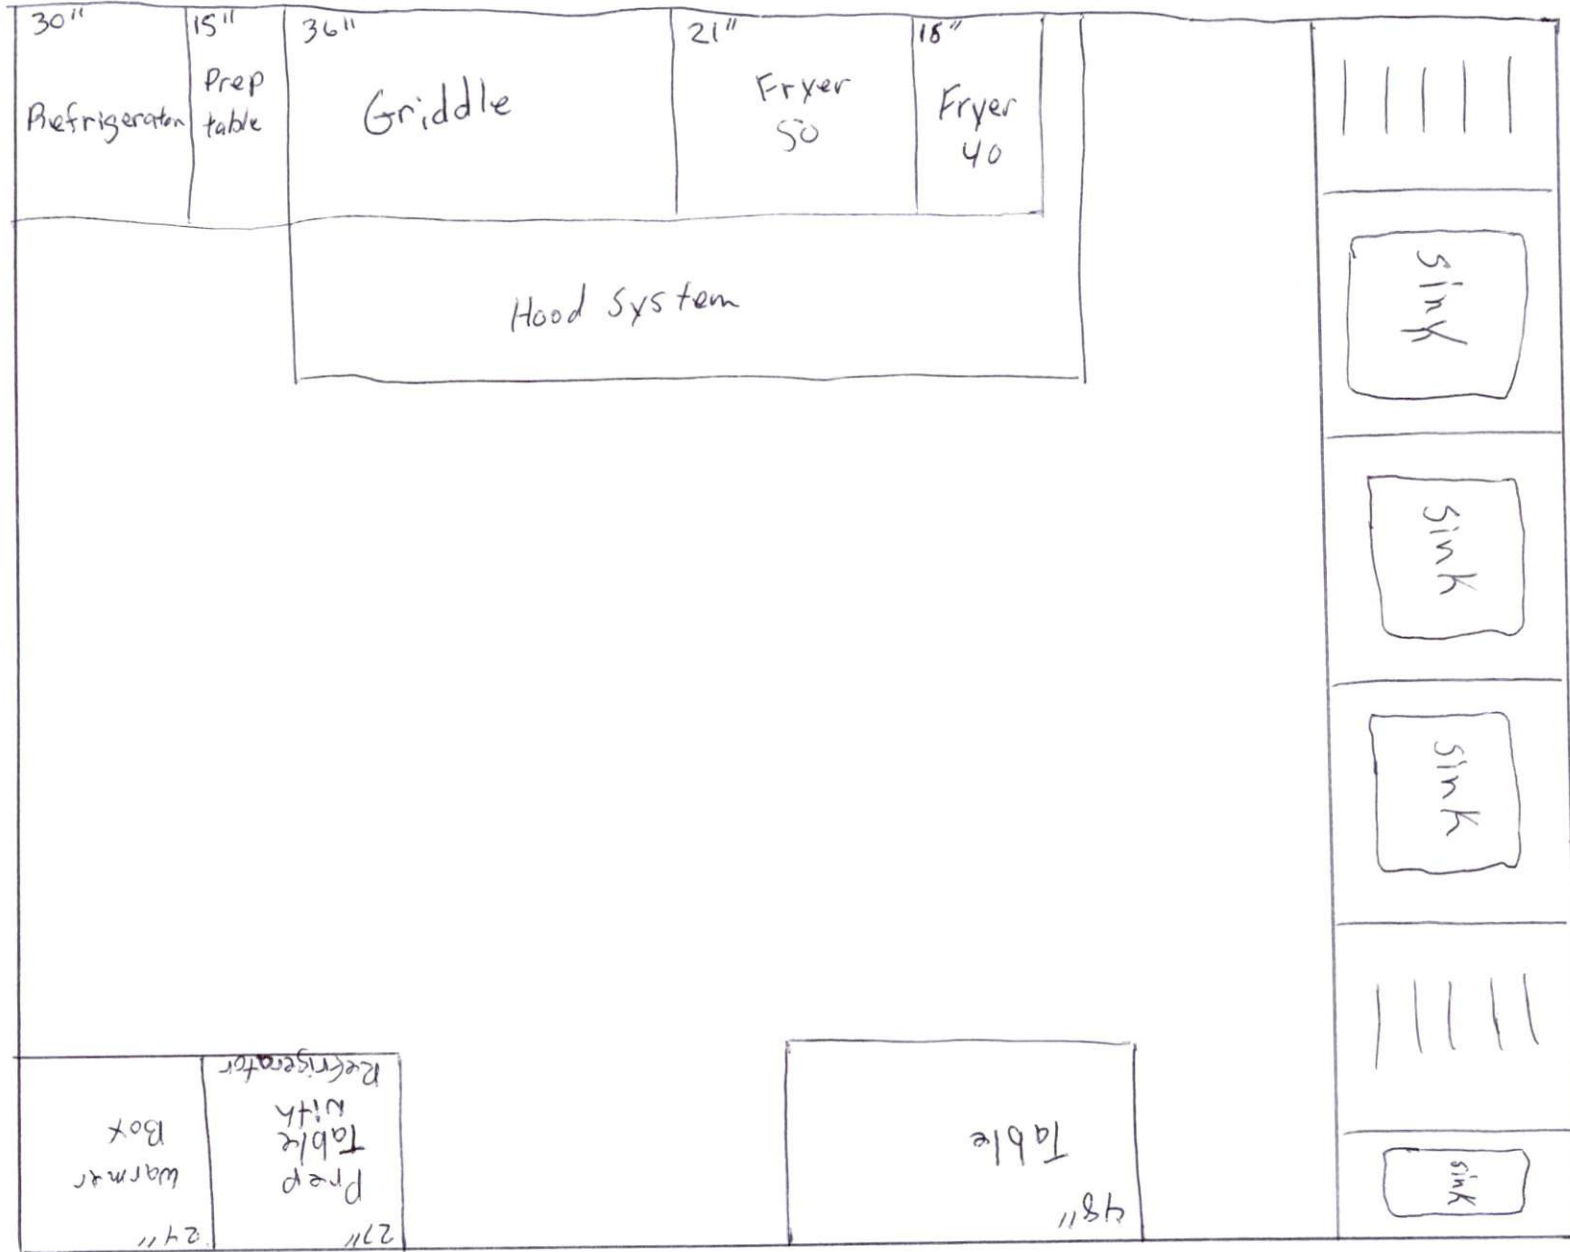 30"
Refrigerator
15"
Prep
table
36"
Griddle
21"
Fryer
50
18"
Fryer
40
Hood System
Sink
Sink
Sink
Sink
24"
Warmer
Box
27"
Prep
Table
with
Refrigerator
48"
Table